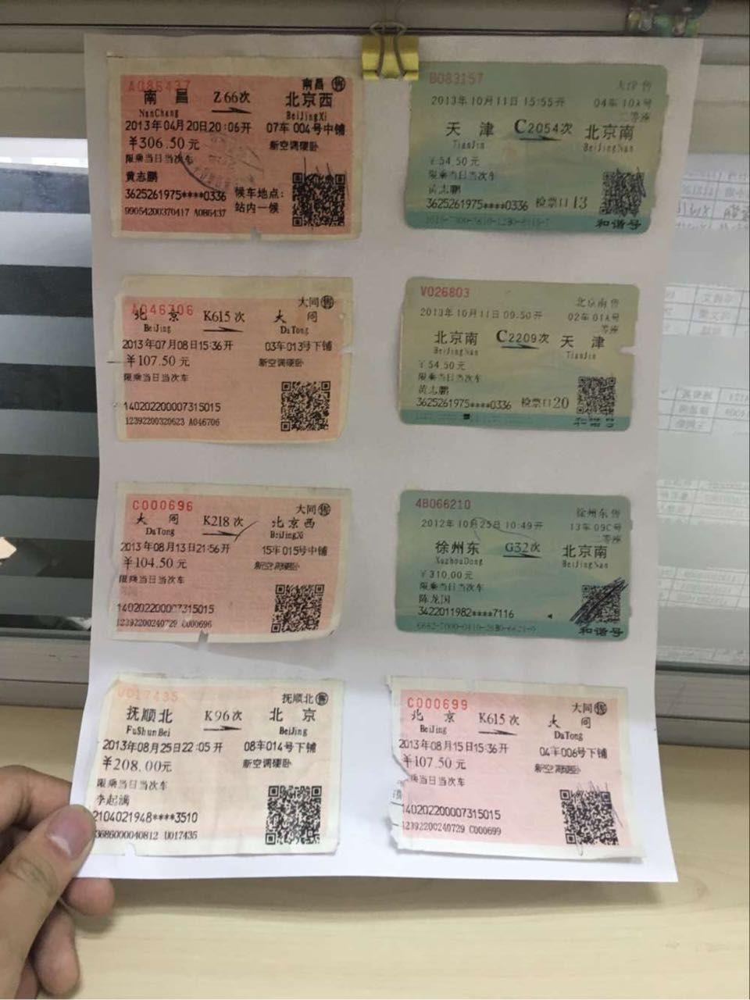 A086437
南昌售
南昌 Z66次 北京西
NanChang BeiJingXi
2013年04月20日20:06开 07车004号中铺
￥306.50元 新空调硬卧
限乘当日当次车
黄志鹏
3625261975****0336 候车地点:
站内一候
99054200370417 A086437
B083157
天津售
2013年10月11日 15:55开 04车10A号
二等座
天津 C2054次 北京南
TianJin BeiJingNan
￥54.50元
限乘当日当次车
黄志鹏
3625261975****0336 检票口13
和谐号
A046706
大同售
北京 K615次 大同
BeiJing DaTong
2013年07月08日15:36开 03车013号下铺
￥107.50元 新空调硬卧
限乘当日当次车
140202200007315015
12392200320623 A046706
V026803
北京南售
2013年10月11日09:50开 02车01A号
二等座
北京南 C2209次 天津
BeiJingNan TianJin
￥54.50元
限乘当日当次车
黄志鹏
3625261975****0336 检票口20
C000696
大同售
大同 K218次 北京西
DaTong BeiJingXi
2013年08月13日21:56开 15车015号中铺
￥104.50元 新空调硬卧
限乘当日当次车
140202200007315015
12392200240729 C000696
4B066210
徐州东售
2012年10月25日10:49开 13车09C号
二等座
徐州东 G32次 北京南
XuzhouDong BeiJingNan
￥310.00元
限乘当日当次车
陈龙国
3422011982****7116
和谐号
U017435
抚顺北售
抚顺北 K96次 北京
FuShunBei BeiJing
2013年08月25日22:05开 08车014号下铺
￥208.00元 新空调硬卧
限乘当日当次车
李起满
2104021948****3510
3686000040812 U017435
C000699
大同售
北京 K615次 大同
BeiJing DaTong
2013年08月15日15:36开 04车006号下铺
￥107.50元 新空调硬卧
乘当日当次车
140202200007315015
12392200240729 C000699